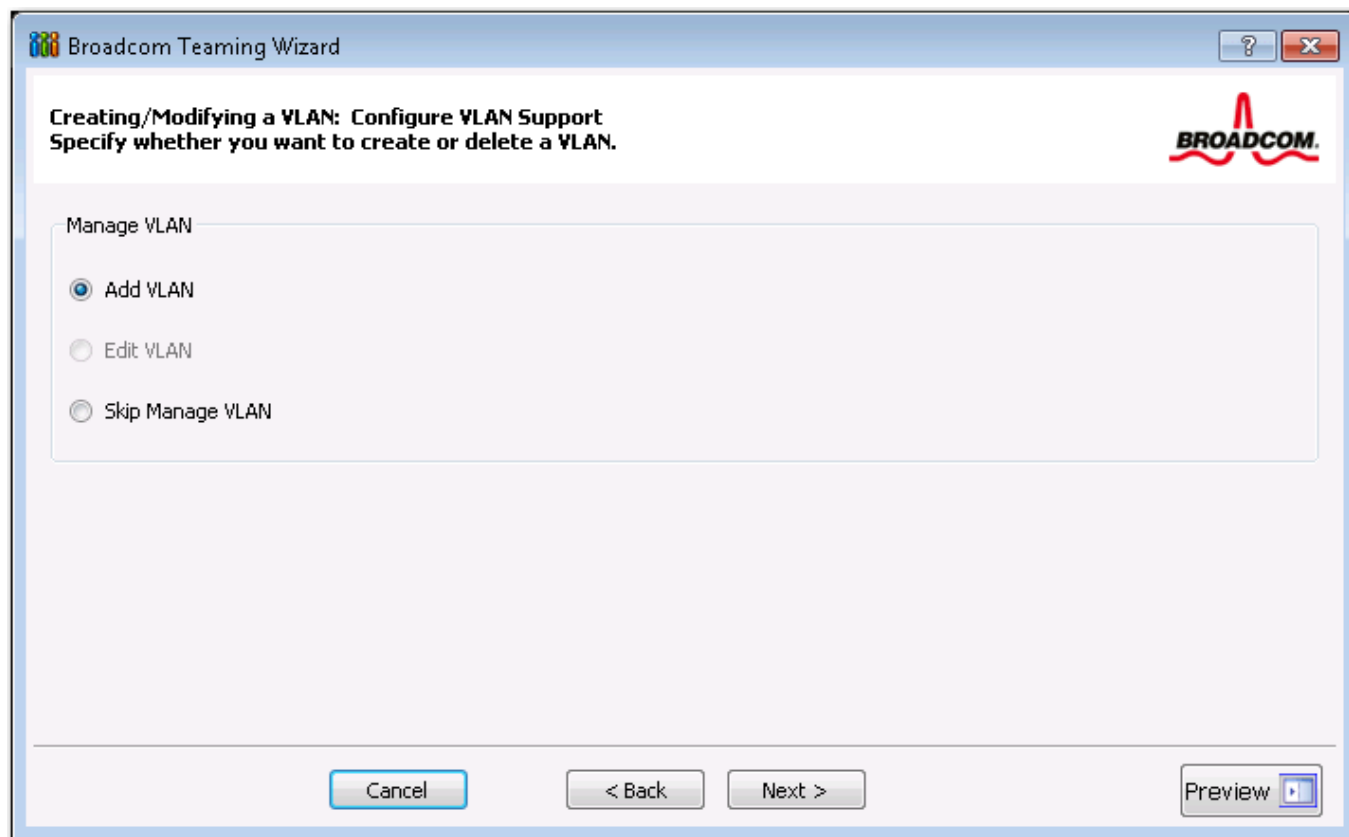 Broadcom Teaming Wizard
Creating/Modifying a VLAN: Configure VLAN Support
Specify whether you want to create or delete a VLAN.
BROADCOM.
Manage VLAN
Add VLAN
Edit VLAN
Skip Manage VLAN
Cancel
< Back
Next >
Preview